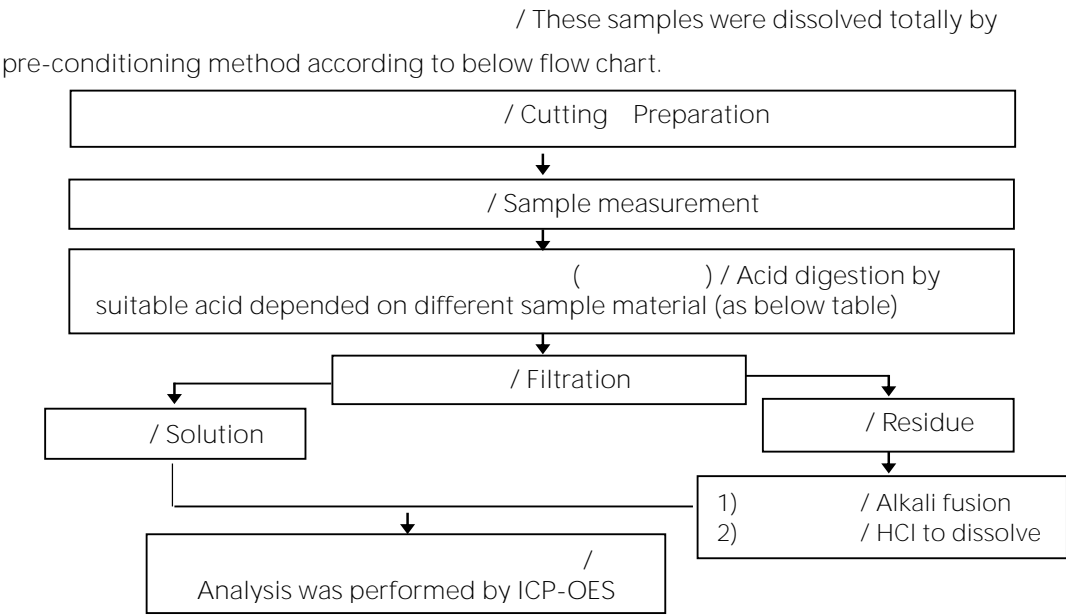 / These samples were dissolved totally by
pre-conditioning method according to below flow chart.
/ Cutting Preparation
/ Sample measurement
( ) / Acid digestion by
suitable acid depended on different sample material (as below table)
/ Filtration
/ Solution
/ Residue
1) / Alkali fusion
2) / HCl to dissolve
/
Analysis was performed by ICP-OES